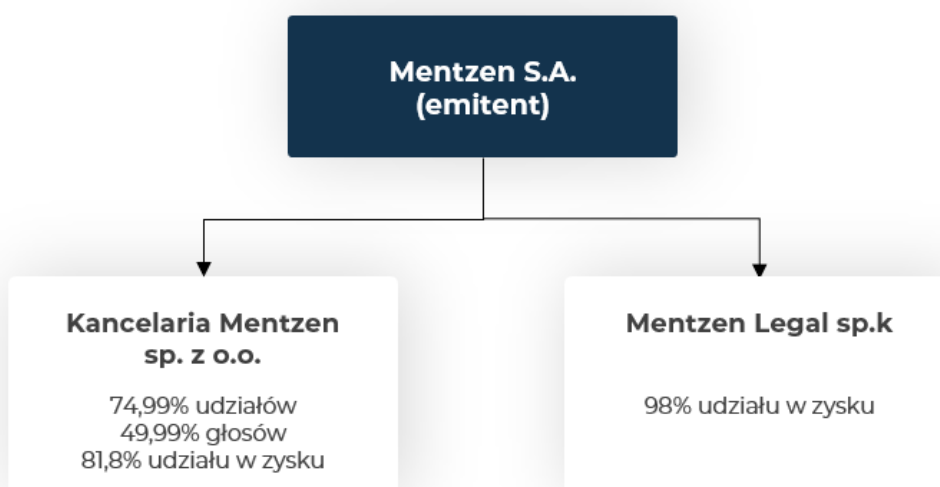 Mentzen S.A.
(emitent)
Kancelaria Mentzen
sp. z o.o.
74,99% udziałów
49,99% głosów
81,8% udziału w zysku
Mentzen Legal sp.k
98% udziału w zysku